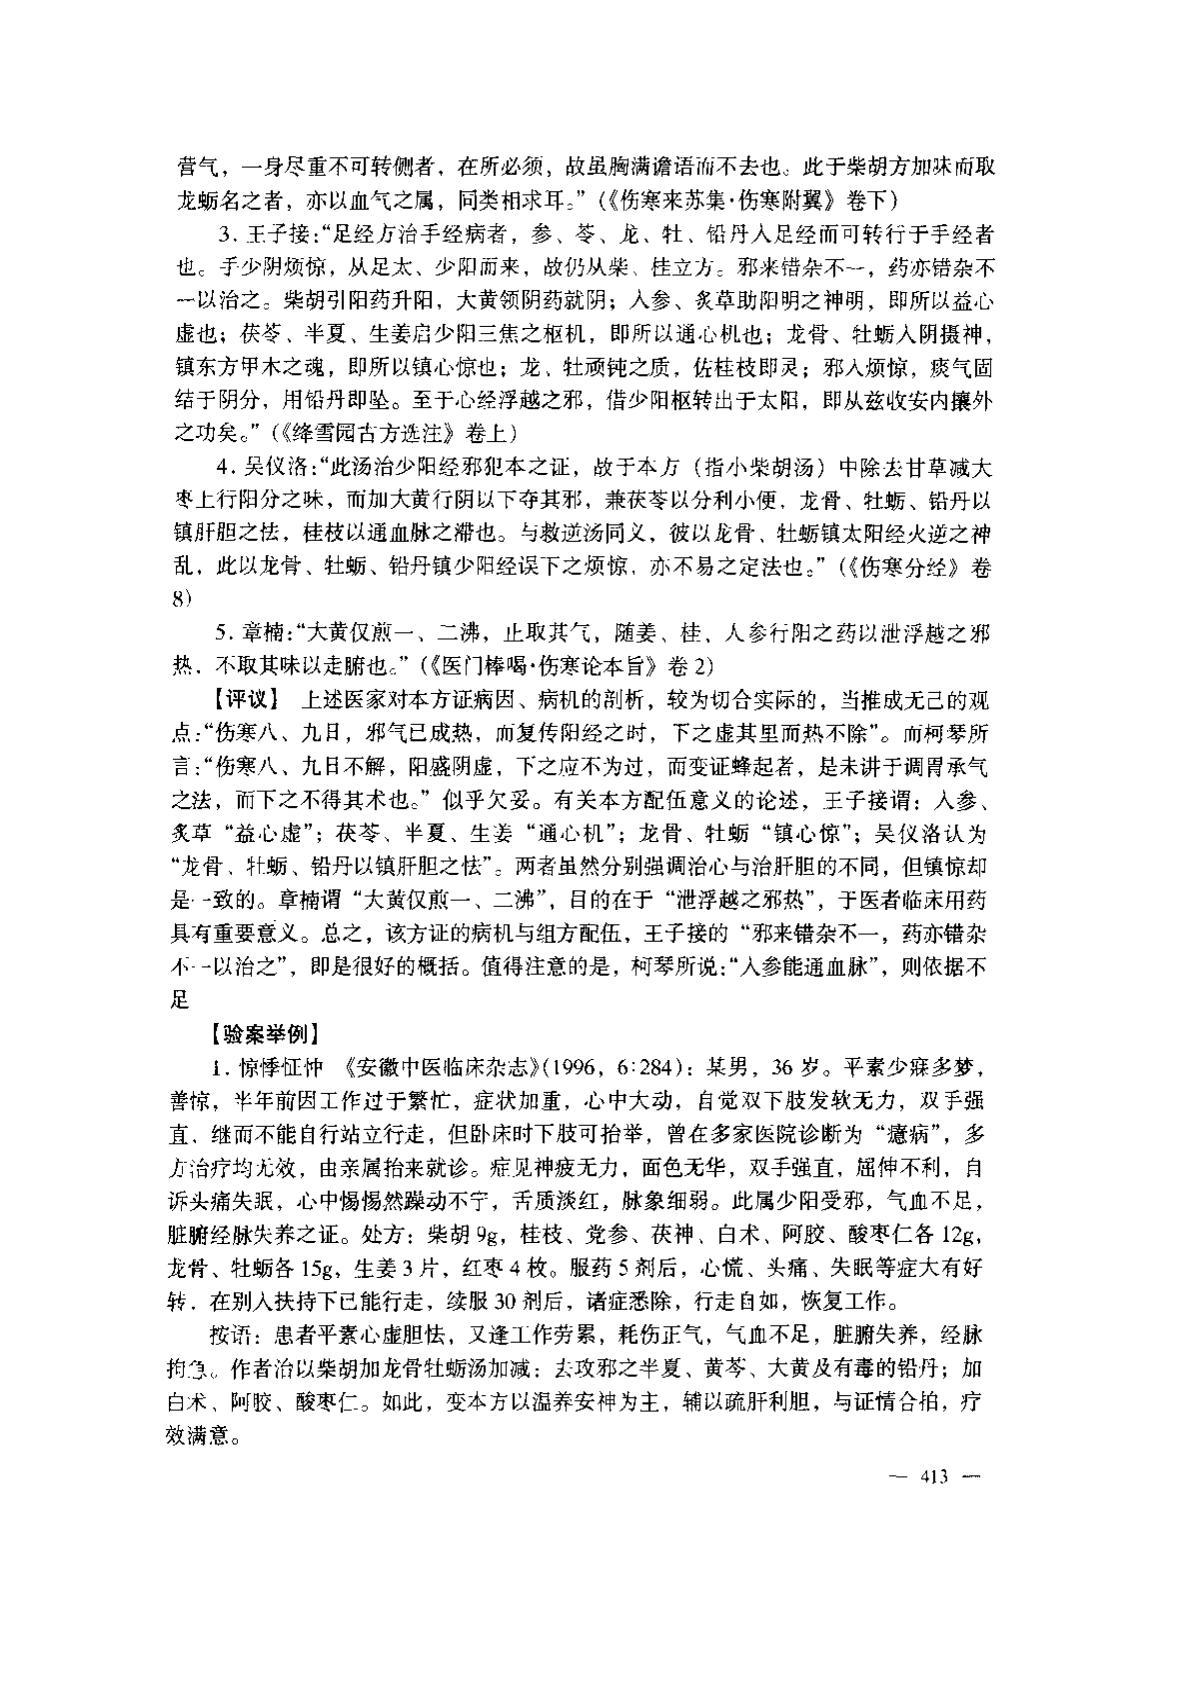 营气，一身尽重不可转侧者，在所必须，故虽胸满谵语而不去也。此于柴胡方加味而取
龙蛎名之者，亦以血气之属，同类相求耳。”（《伤寒来苏集·伤寒附翼》卷下）
3. 王子接：“足经方治手经病者，参、苓、龙、牡、铅丹入足经而可转行于手经者
也。手少阴烦惊，从足太、少阳而来，故仍从柴、桂立方。邪来错杂不一，药亦错杂不
一以治之。柴胡引阳药升阳，大黄领阴药就阴；人参、炙草助阳明之神明，即所以益心
虚也；茯苓、半夏、生姜启少阳三焦之枢机，即所以通心机也；龙骨、牡蛎入阴摄神，
镇东方甲木之魂，即所以镇心惊也；龙、牡顽钝之质，佐桂枝即灵；邪入烦惊，痰气固
结于阴分，用铅丹即坠。至于心经浮越之邪，借少阳枢转出于太阳，即从兹收安内攘外
之功矣。”（《绛雪园古方选注》卷上）
4. 吴仪洛：“此汤治少阳经邪犯本之证，故于本方（指小柴胡汤）中除去甘草减大
枣上行阳分之味，而加大黄行阴以下夺其邪，兼茯苓以分利小便，龙骨、牡蛎、铅丹以
镇肝胆之怯，桂枝以通血脉之滞也。与救逆汤同义，彼以龙骨、牡蛎镇太阳经火逆之神
乱，此以龙骨、牡蛎、铅丹镇少阳经误下之烦惊，亦不易之定法也。”（《伤寒分经》卷
8）
5. 章楠：“大黄仅煎一、二沸，止取其气，随姜、桂、人参行阳之药以泄浮越之邪
热，不取其味以走腑也。”（《医门棒喝·伤寒论本旨》卷 2）
【评议】 上述医家对本方证病因、病机的剖析，较为切合实际的，当推成无己的观
点：“伤寒八、九日，邪气已成热，而复传阳经之时，下之虚其里而热不除”。而柯琴所
言：“伤寒八、九日不解，阳盛阴虚，下之应不为过，而变证蜂起者，是未讲于调胃承气
之法，而下之不得其术也。”似乎欠妥。有关本方配伍意义的论述，王子接谓：人参、
炙草“益心虚”；茯苓、半夏、生姜“通心机”；龙骨、牡蛎“镇心惊”；吴仪洛认为
“龙骨、牡蛎、铅丹以镇肝胆之怯”。两者虽然分别强调治心与治肝胆的不同，但镇惊却
是一致的。章楠谓“大黄仅煎一、二沸”，目的在于“泄浮越之邪热”，于医者临床用药
具有重要意义。总之，该方证的病机与组方配伍，王子接的“邪来错杂不一，药亦错杂
不一以治之”，即是很好的概括。值得注意的是，柯琴所说：“人参能通血脉”，则依据不
足
【验案举例】
1. 惊悸怔忡 《安徽中医临床杂志》(1996，6:284)：某男，36 岁。平素少寐多梦，
善惊，半年前因工作过于繁忙，症状加重，心中大动，自觉双下肢发软无力，双手强
直，继而不能自行站立行走，但卧床时下肢可抬举，曾在多家医院诊断为“癔病”，多
方治疗均无效，由亲属抬来就诊。症见神疲无力，面色无华，双手强直，屈伸不利，自
诉头痛失眠，心中惕惕然躁动不宁，舌质淡红，脉象细弱。此属少阳受邪，气血不足，
脏腑经脉失养之证。处方：柴胡 9g，桂枝、党参、茯神、白术、阿胶、酸枣仁各 12g，
龙骨、牡蛎各 15g，生姜 3 片，红枣 4 枚。服药 5 剂后，心慌、头痛、失眠等症大有好
转，在别人扶持下已能行走，续服 30 剂后，诸症悉除，行走自如，恢复工作。
按语：患者平素心虚胆怯，又逢工作劳累，耗伤正气，气血不足，脏腑失养，经脉
拘急。作者治以柴胡加龙骨牡蛎汤加减：去攻邪之半夏、黄芩、大黄及有毒的铅丹；加
白术、阿胶、酸枣仁。如此，变本方以温养安神为主，辅以疏肝利胆，与证情合拍，疗
效满意。
— 413 —